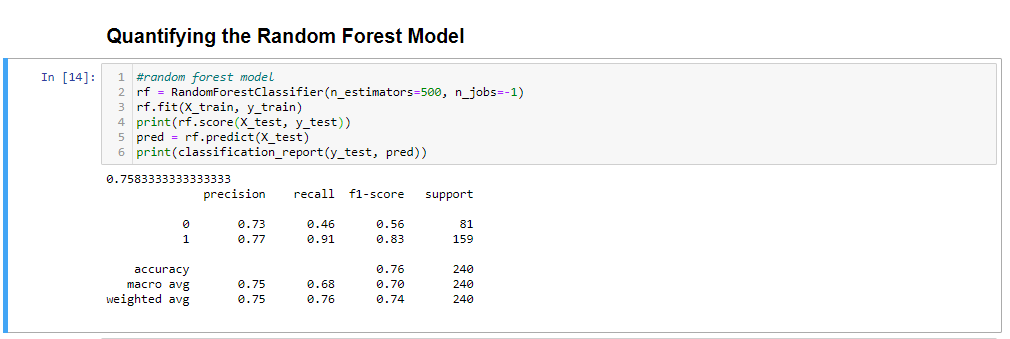 Quantifying the Random Forest Model
In [14]:
1 #random forest model
2 rf = RandomForestClassifier(n_estimators=500, n_jobs=-1)
3 rf.fit(X_train, y_train)
4 print(rf.score(X_test, y_test))
5 pred = rf.predict(X_test)
6 print(classification_report(y_test, pred))
0.7583333333333333
precision recall f1-score support
0 0.73 0.46 0.56 81
1 0.77 0.91 0.83 159
accuracy 0.76 240
macro avg 0.75 0.68 0.70 240
weighted avg 0.75 0.76 0.74 240